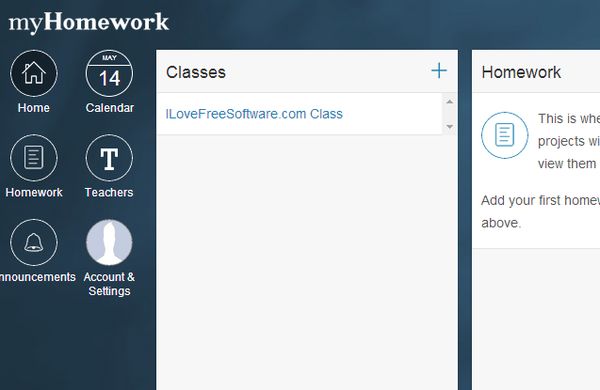 myHomework
Home
MAY
14
Calendar
Homework
T
Teachers
nnouncements
Account &
Settings
Classes
ILoveFreeSoftware.com Class
Homework
This is whe
projects wi
view them
Add your first homew
above.